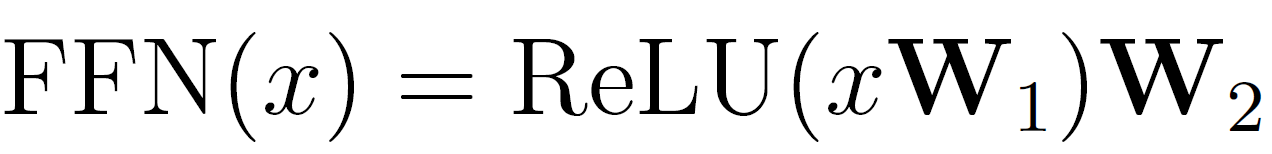 FFN(x) = ReLU(xW₁)W₂